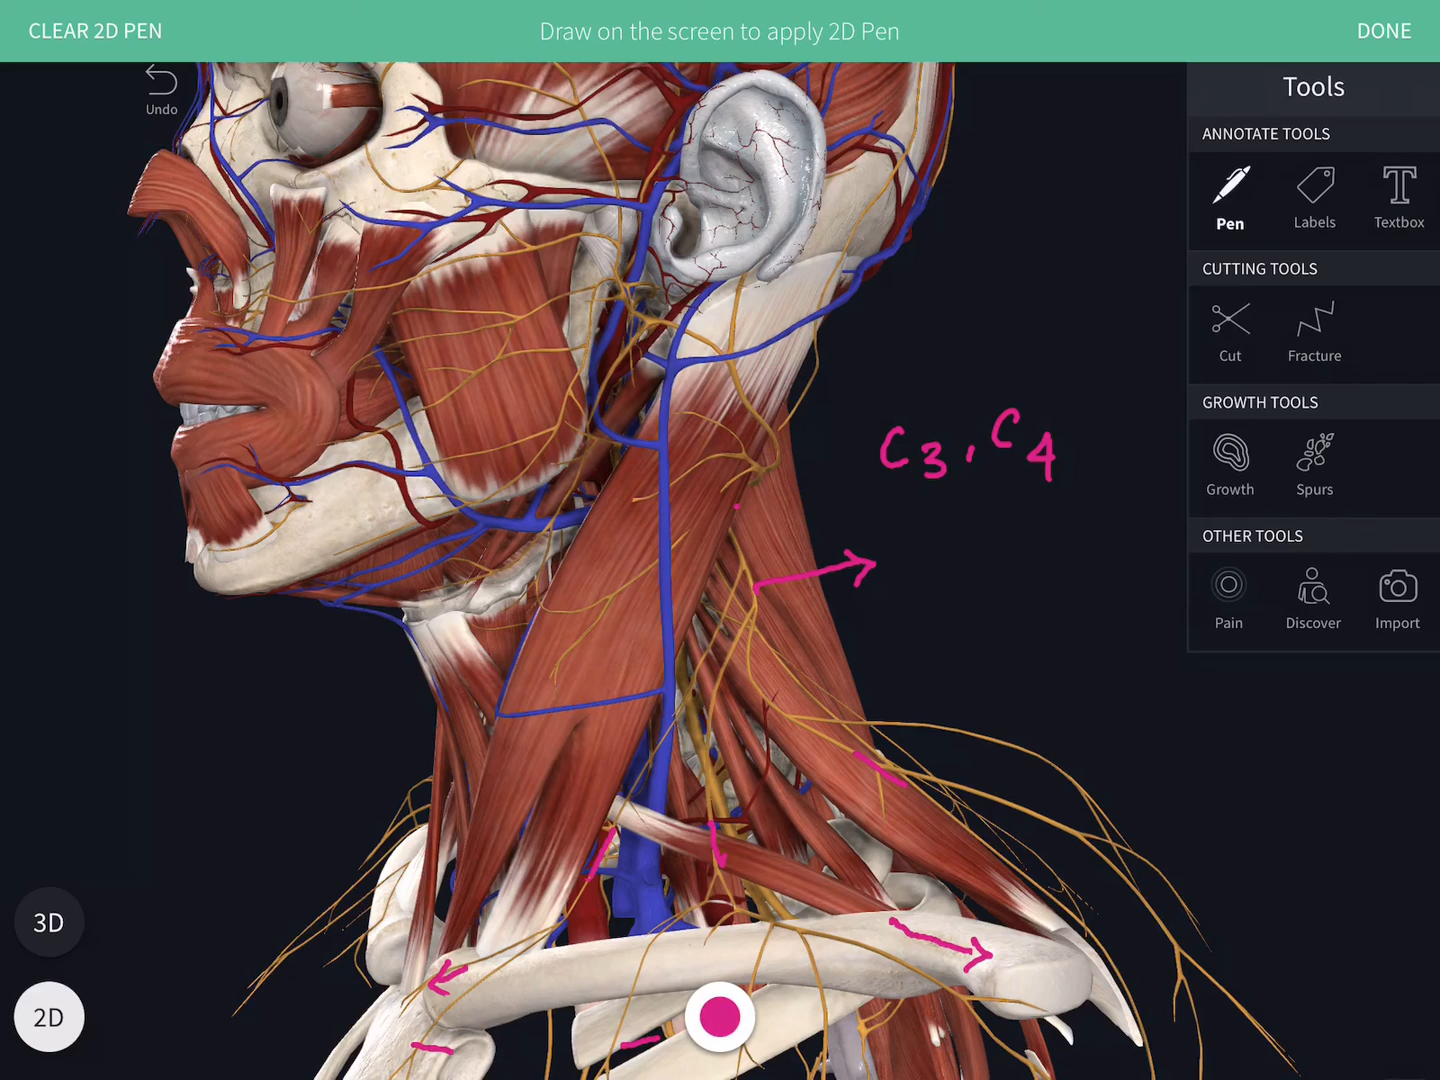 CLEAR 2D PEN
Draw on the screen to apply 2D Pen
DONE
Undo
Tools
ANNOTATE TOOLS
Pen Labels Textbox
CUTTING TOOLS
Cut Fracture
GROWTH TOOLS
Growth Spurs
OTHER TOOLS
Pain Discover Import
C3, C4
3D
2D